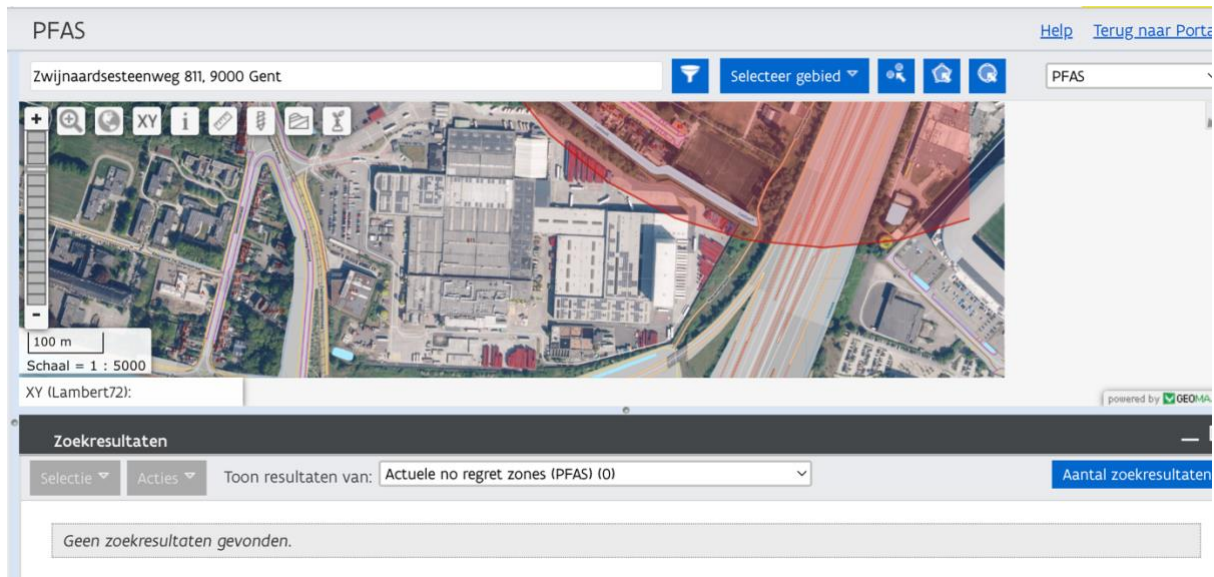 PFAS
Help Terug naar Porta
Zwijnaardsesteenweg 811, 9000 Gent
Selecteer gebied
PFAS
+
XY
i
-
100 m
Schaal = 1 : 5000
XY (Lambert72):
powered by GEOMA
Zoekresultaten
Selectie Acties Toon resultaten van: Actuele no regret zones (PFAS) (0) Aantal zoekresultaten
Geen zoekresultaten gevonden.